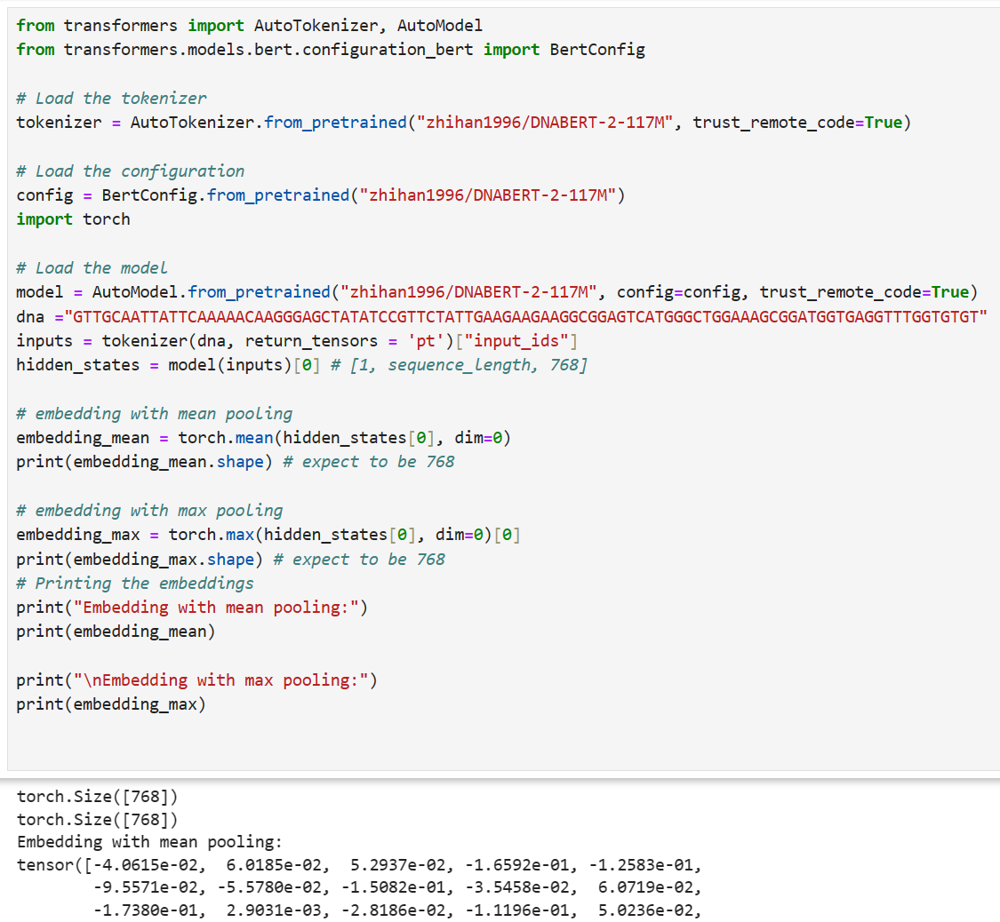 from transformers import AutoTokenizer, AutoModel
from transformers.models.bert.configuration_bert import BertConfig
# Load the tokenizer
tokenizer = AutoTokenizer.from_pretrained("zhihan1996/DNABERT-2-117M", trust_remote_code=True)
# Load the configuration
config = BertConfig.from_pretrained("zhihan1996/DNABERT-2-117M")
import torch
# Load the model
model = AutoModel.from_pretrained("zhihan1996/DNABERT-2-117M", config=config, trust_remote_code=True)
dna ="GTTGCAATTATTCAAAAACAAGGGAGCTATATCCGTTCTATTGAAGAAGAAGGCGGAGTCATGGGCTGGAAAGCGGATGGTGAGGTTTGGTGTGT"
inputs = tokenizer(dna, return_tensors = 'pt')["input_ids"]
hidden_states = model(inputs)[0] # [1, sequence_length, 768]
# embedding with mean pooling
embedding_mean = torch.mean(hidden_states[0], dim=0)
print(embedding_mean.shape) # expect to be 768
# embedding with max pooling
embedding_max = torch.max(hidden_states[0], dim=0)[0]
print(embedding_max.shape) # expect to be 768
# Printing the embeddings
print("Embedding with mean pooling:")
print(embedding_mean)
print("\nEmbedding with max pooling:")
print(embedding_max)
torch.Size([768])
torch.Size([768])
Embedding with mean pooling:
tensor([-4.0615e-02,  6.0185e-02,  5.2937e-02, -1.6592e-01, -1.2583e-01,
        -9.5571e-02, -5.5780e-02, -1.5082e-01, -3.5458e-02,  6.0719e-02,
        -1.7380e-01,  2.9031e-03, -2.8186e-02, -1.1196e-01,  5.0236e-02,